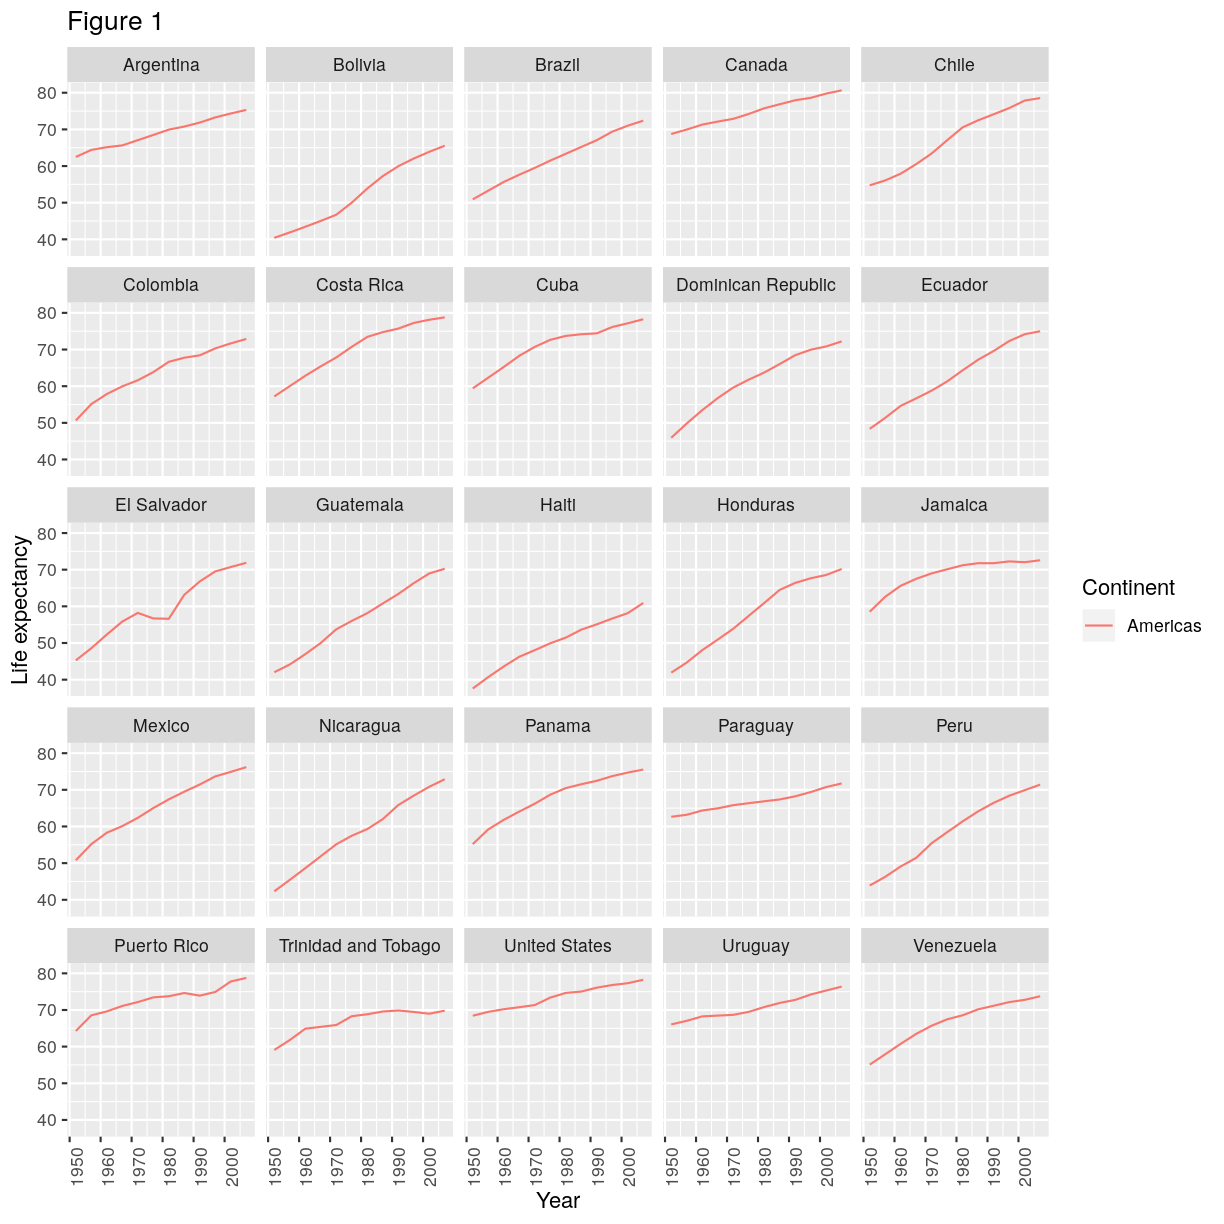 Figure 1
Argentina Bolivia Brazil Canada Chile
80
70
60
50
40
Colombia Costa Rica Cuba Dominican Republic Ecuador
80
70
60
50
40
El Salvador Guatemala Haiti Honduras Jamaica
80
70
60
50
40
Mexico Nicaragua Panama Paraguay Peru
80
70
60
50
40
Puerto Rico Trinidad and Tobago United States Uruguay Venezuela
80
70
60
50
40
1950 1960 1970 1980 1990 2000 1950 1960 1970 1980 1990 2000 1950 1960 1970 1980 1990 2000 1950 1960 1970 1980 1990 2000 1950 1960 1970 1980 1990 2000
Year
Life expectancy
Continent
Americas